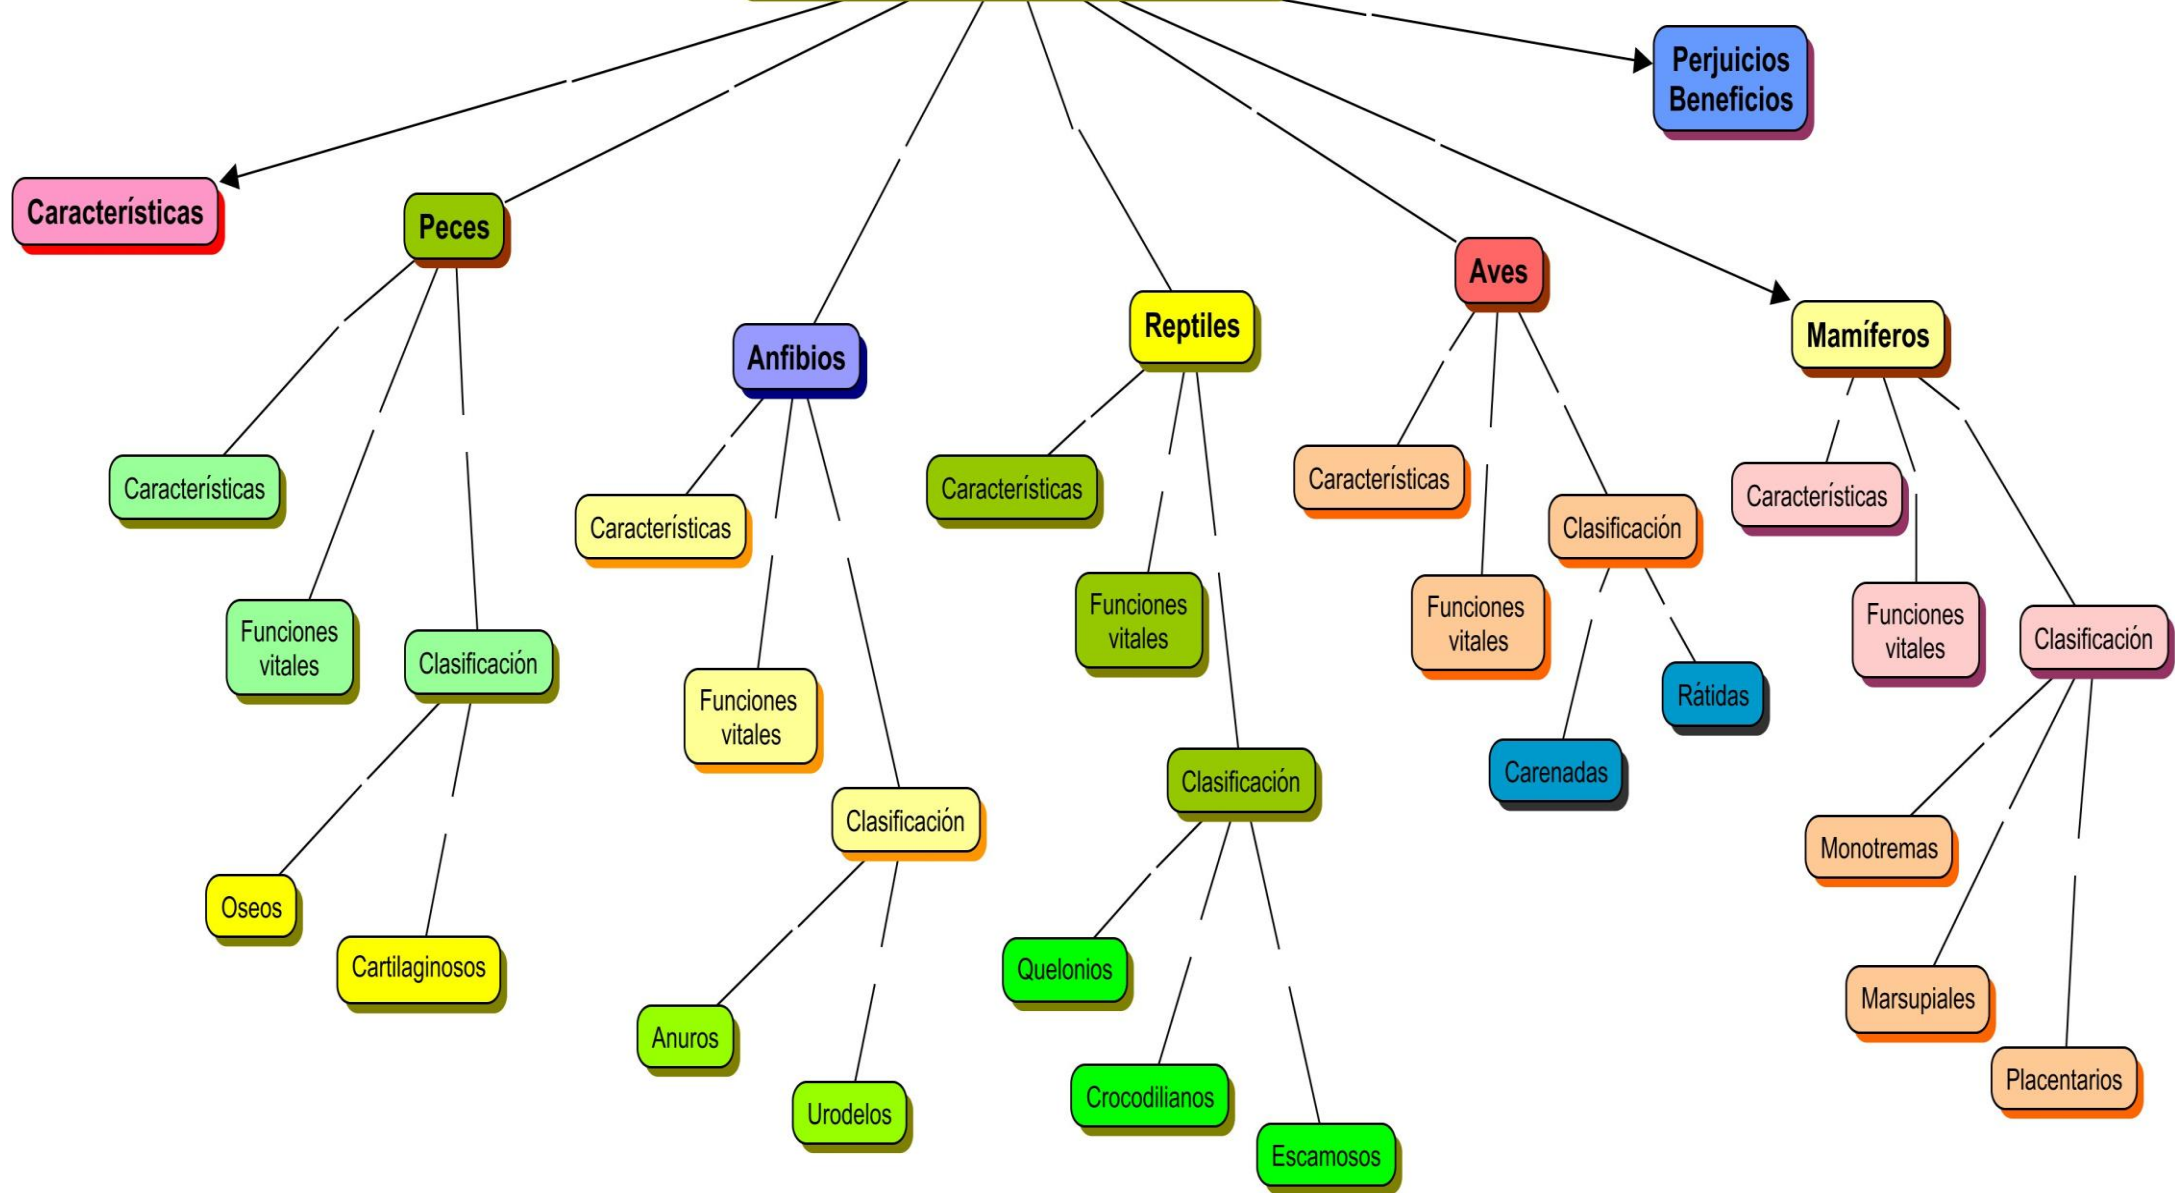 Perjuicios
Beneficios
Características
Peces
Aves
Reptiles
Mamíferos
Anfibios
Características
Características
Características
Características
Características
Clasificación
Funciones
vitales
Funciones
vitales
Funciones
vitales
Funciones
vitales
Clasificación
Clasificación
Rátidas
Funciones
vitales
Carenadas
Clasificación
Clasificación
Monotremas
Oseos
Cartilaginosos
Quelonios
Marsupiales
Anuros
Placentarios
Crocodilianos
Urodelos
Escamosos